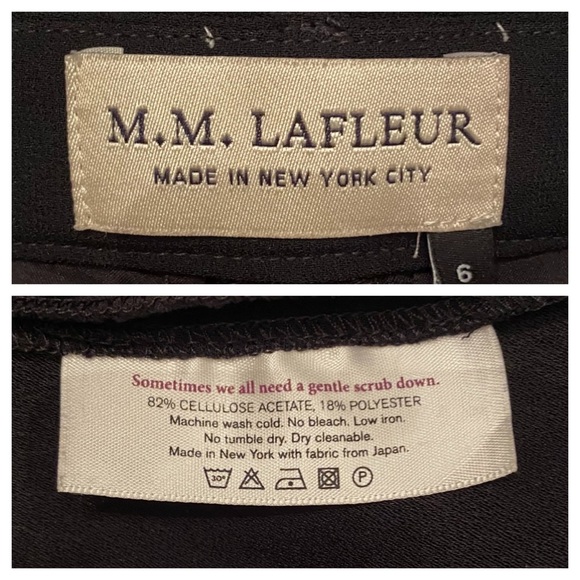 M.M. LAFLEUR
MADE IN NEW YORK CITY
6
Sometimes we all need a gentle scrub down.
82% CELLULOSE ACETATE, 18% POLYESTER
Machine wash cold. No bleach. Low iron.
No tumble dry. Dry cleanable.
Made in New York with fabric from Japan.
30° P